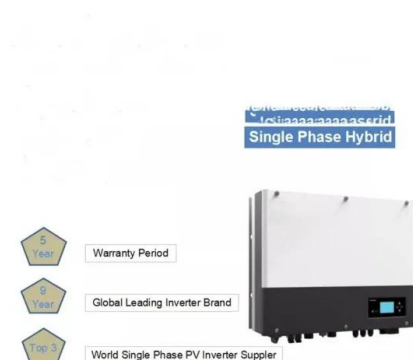 Single Phase Hybrid
5
Year
Warranty Period
9
Year
Global Leading Inverter Brand
Top 3
World Single Phase PV Inverter Suppler